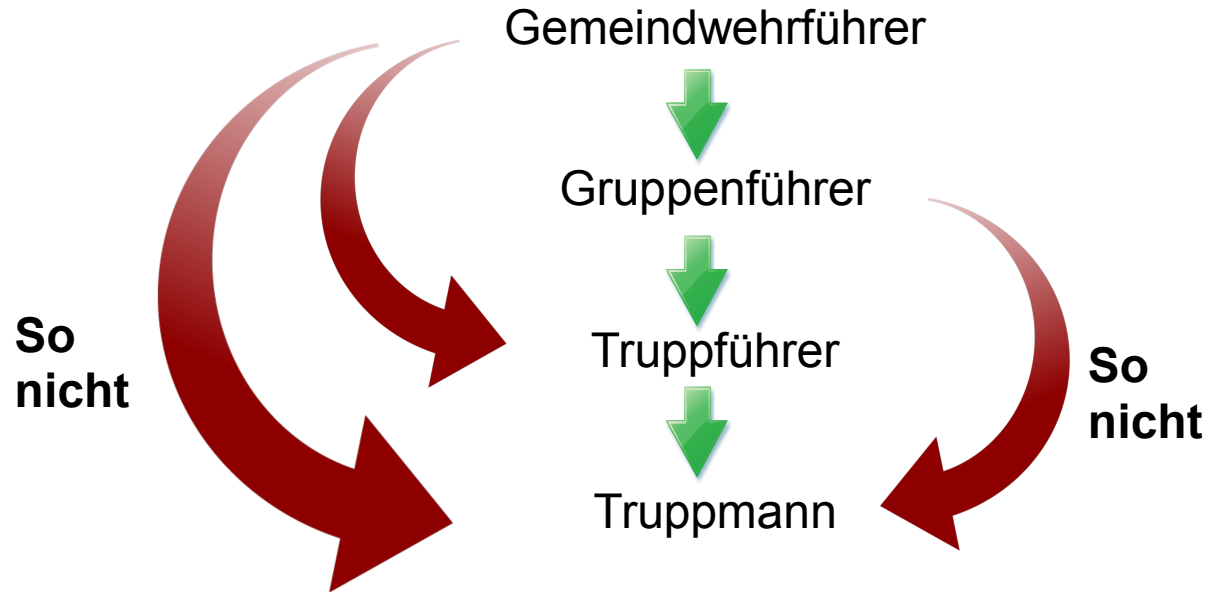 Gemeindwehrführer
Gruppenführer
Truppführer
Truppmann
So
nicht
So
nicht